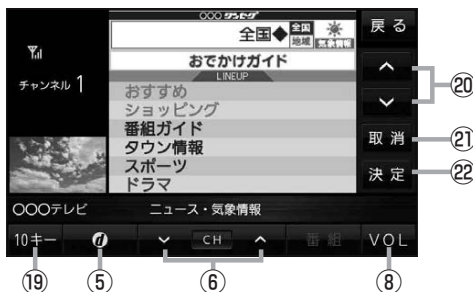 ○○○ ワンセグ
全国◆ 全国 地域 気象情報
戻る
おでかけガイド
LINEUP
チャンネル 1
おすすめ
ショッピング
番組ガイド
タウン情報
スポーツ
ドラマ
⑳
取消
㉑
決定
㉒
○○○テレビ ニュース・気象情報
10キー
CH
番組
VOL
⑲ ⑤ ⑥ ⑧